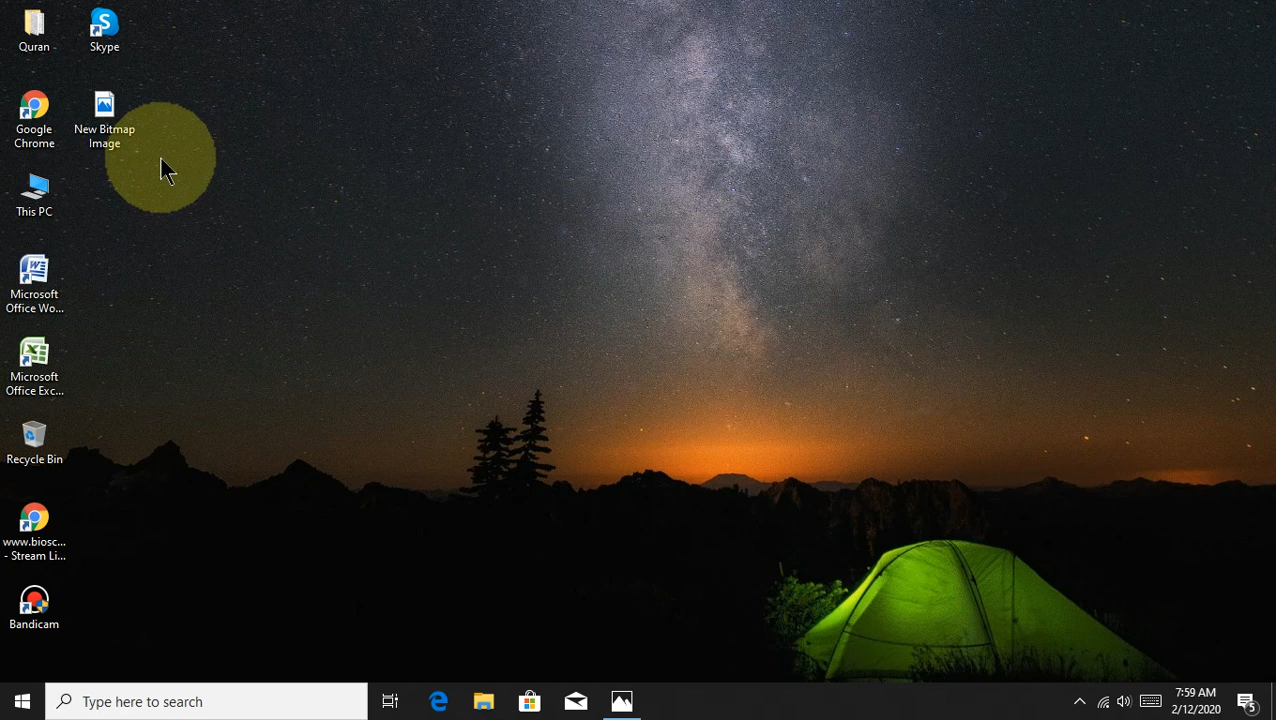 Quran
Skype
Google
Chrome
New Bitmap
Image
This PC
Microsoft
Office Wo...
Microsoft
Office Exc...
Recycle Bin
www.biosc...
- Stream Li...
Bandicam
Type here to search
7:59 AM
2/12/2020
5